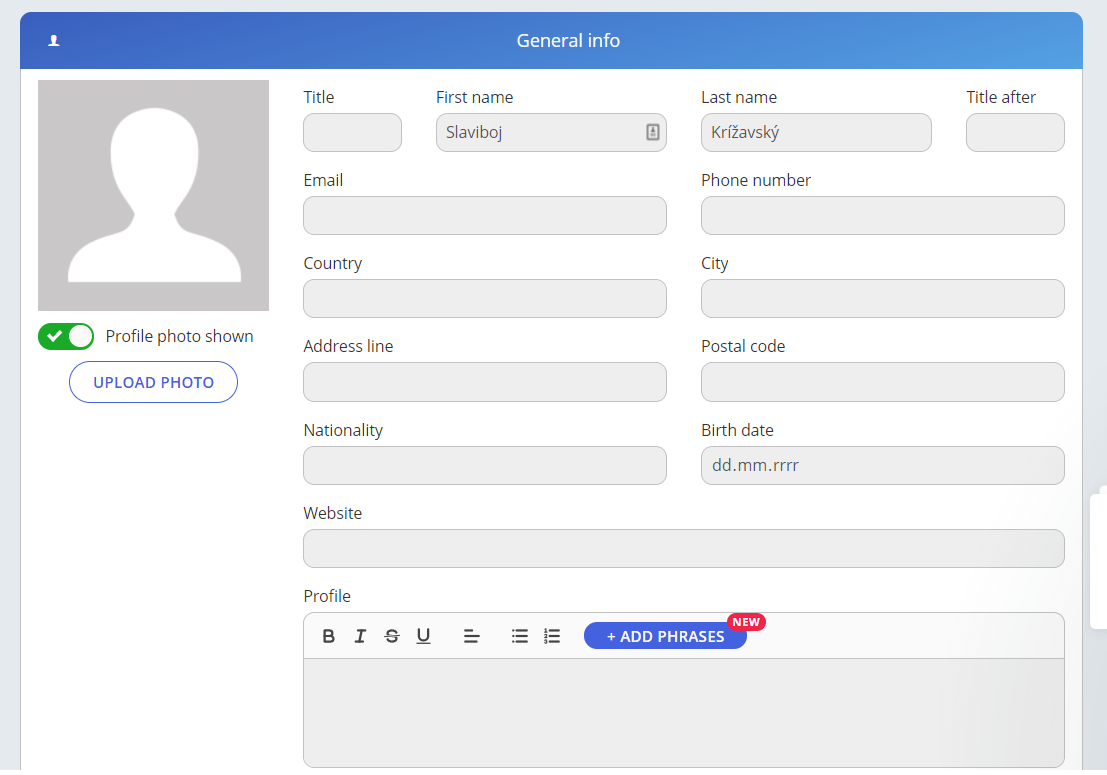 General info
Title First name Last name Title after
Slaviboj Krížavský
Email Phone number
Country City
Profile photo shown
Address line Postal code
UPLOAD PHOTO
Nationality Birth date
dd.mm.rrrr
Website
Profile
B I S U + ADD PHRASES NEW